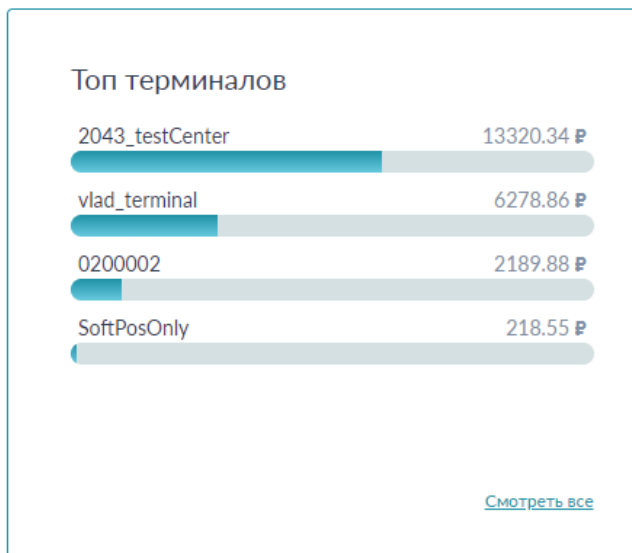 Топ терминалов
2043_testCenter 13320.34 ₽
vlad_terminal 6278.86 ₽
0200002 2189.88 ₽
SoftPosOnly 218.55 ₽
Смотреть все